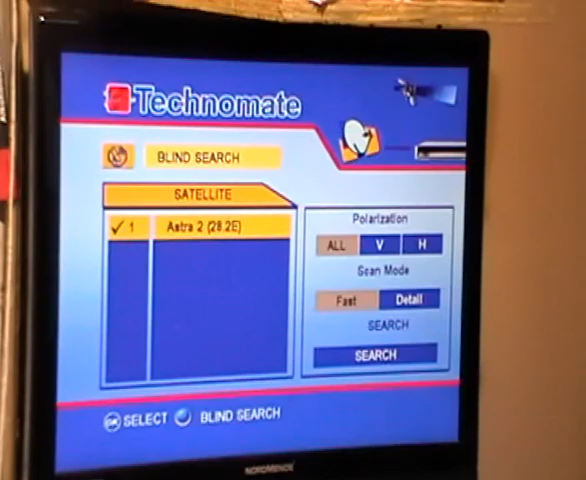 Technomate
BLIND SEARCH
SATELLITE
1 Astra 2 (28.2E)
Polarization
ALL V H
Scan Mode
Fast Detail
SEARCH
SEARCH
OK SELECT BLIND SEARCH
NORDMENDE